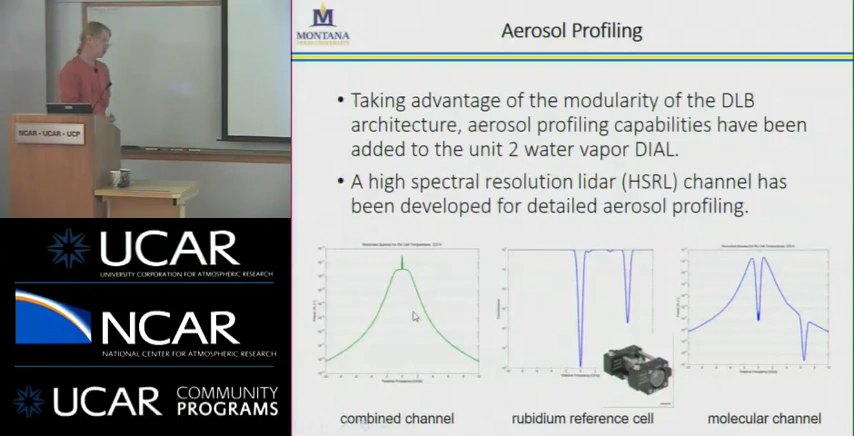 MONTANA
Aerosol Profiling
• Taking advantage of the modularity of the DLB
architecture, aerosol profiling capabilities have been
added to the unit 2 water vapor DIAL.
• A high spectral resolution lidar (HSRL) channel has
been developed for detailed aerosol profiling.
combined channel
rubidium reference cell
molecular channel
NCAR - UCAR - UCP
UCAR
UNIVERSITY CORPORATION FOR ATMOSPHERIC RESEARCH
NCAR
NATIONAL CENTER FOR ATMOSPHERIC RESEARCH
UCAR
COMMUNITY
PROGRAMS